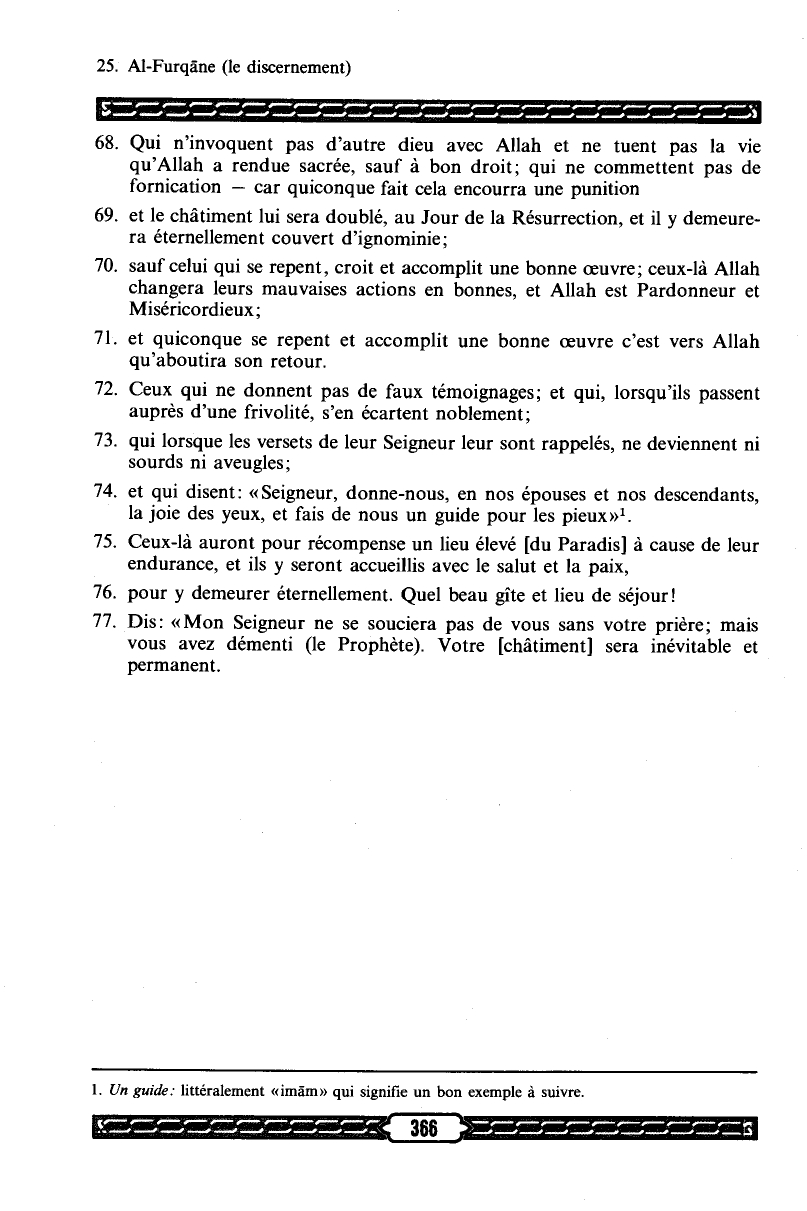 25. Al-Furqāne (le discernement)
68. Qui n'invoquent pas d'autre dieu avec Allah et ne tuent pas la vie
qu'Allah a rendue sacrée, sauf à bon droit; qui ne commettent pas de
fornication — car quiconque fait cela encourra une punition
69. et le châtiment lui sera doublé, au Jour de la Résurrection, et il y demeure-
ra éternellement couvert d'ignominie;
70. sauf celui qui se repent, croit et accomplit une bonne œuvre; ceux-là Allah
changera leurs mauvaises actions en bonnes, et Allah est Pardonneur et
Miséricordieux;
71. et quiconque se repent et accomplit une bonne œuvre c'est vers Allah
qu'aboutira son retour.
72. Ceux qui ne donnent pas de faux témoignages; et qui, lorsqu'ils passent
auprès d'une frivolité, s'en écartent noblement;
73. qui lorsque les versets de leur Seigneur leur sont rappelés, ne deviennent ni
sourds ni aveugles;
74. et qui disent: «Seigneur, donne-nous, en nos épouses et nos descendants,
la joie des yeux, et fais de nous un guide pour les pieux»¹.
75. Ceux-là auront pour récompense un lieu élevé [du Paradis] à cause de leur
endurance, et ils y seront accueillis avec le salut et la paix,
76. pour y demeurer éternellement. Quel beau gîte et lieu de séjour!
77. Dis: «Mon Seigneur ne se souciera pas de vous sans votre prière; mais
vous avez démenti (le Prophète). Votre [châtiment] sera inévitable et
permanent.
1. Un guide: littéralement «imām» qui signifie un bon exemple à suivre.
366